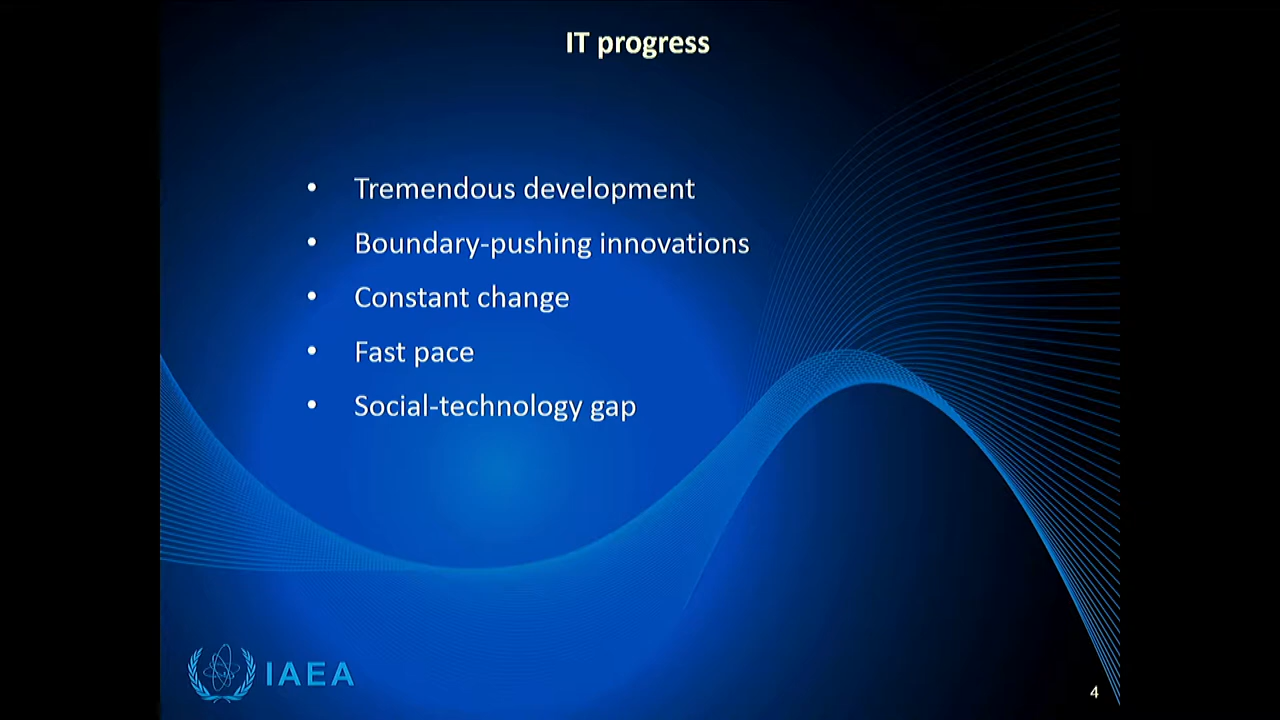 IT progress
• Tremendous development
• Boundary-pushing innovations
• Constant change
• Fast pace
• Social-technology gap
IAEA
4